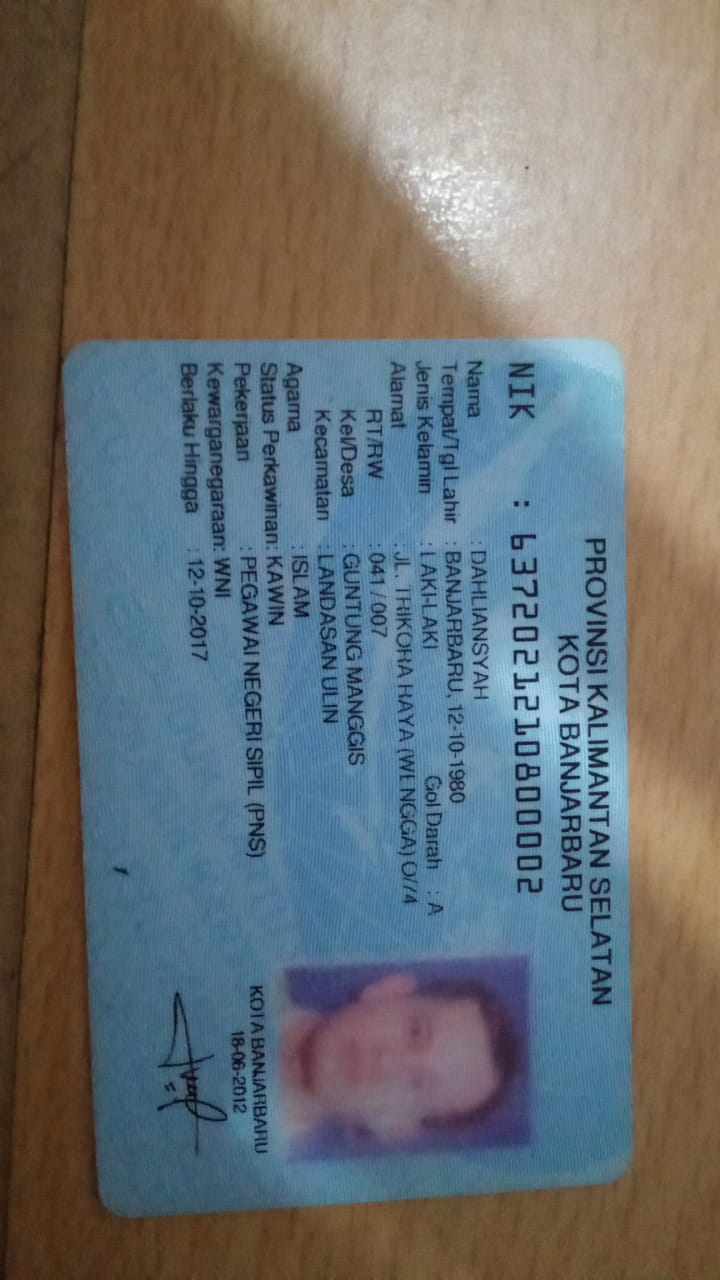 PROVINSI KALIMANTAN SELATAN
KOTA BANJARBARU
NIK : 6372021210800002
Nama : DAHLIANSYAH
Tempat/Tgl Lahir : BANJARBARU, 12-10-1980
Jenis Kelamin : LAKI-LAKI Gol Darah : A
Alamat : JL. TRIKORA RAYA (WENGGA) O/74
RT/RW : 041 / 007
Kel/Desa : GUNTUNG MANGGIS
Kecamatan : LANDASAN ULIN
Agama : ISLAM
Status Perkawinan: KAWIN
Pekerjaan : PEGAWAI NEGERI SIPIL (PNS)
Kewarganegaraan: WNI
Berlaku Hingga : 12-10-2017
KOTA BANJARBARU
18-06-2012